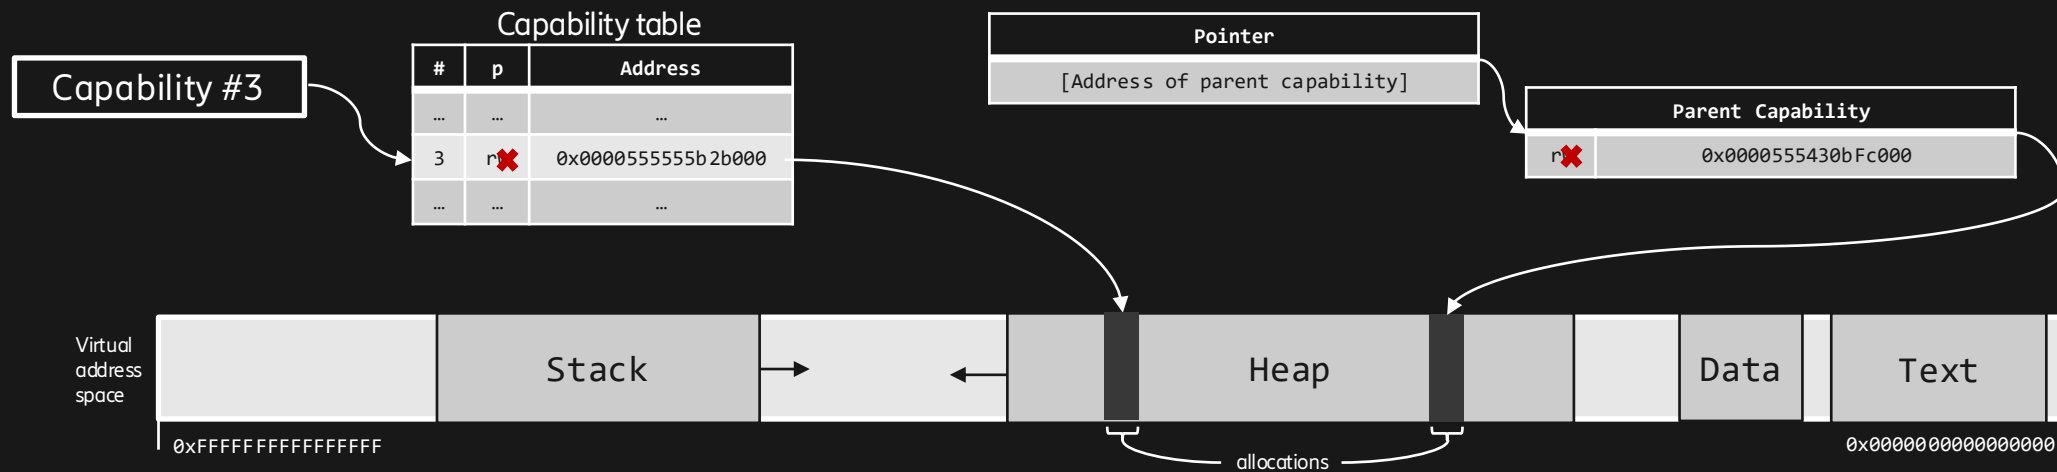 Capability table
Capability #3
# p Address
… … …
3 r 0x0000555555b2b000
… … …
Pointer
[Address of parent capability]
Parent Capability
r 0x0000555430bFc000
Virtual
address
space
Stack
Heap
Data
Text
0xFFFFFFFFFFFFFFFF
0x0000000000000000
allocations